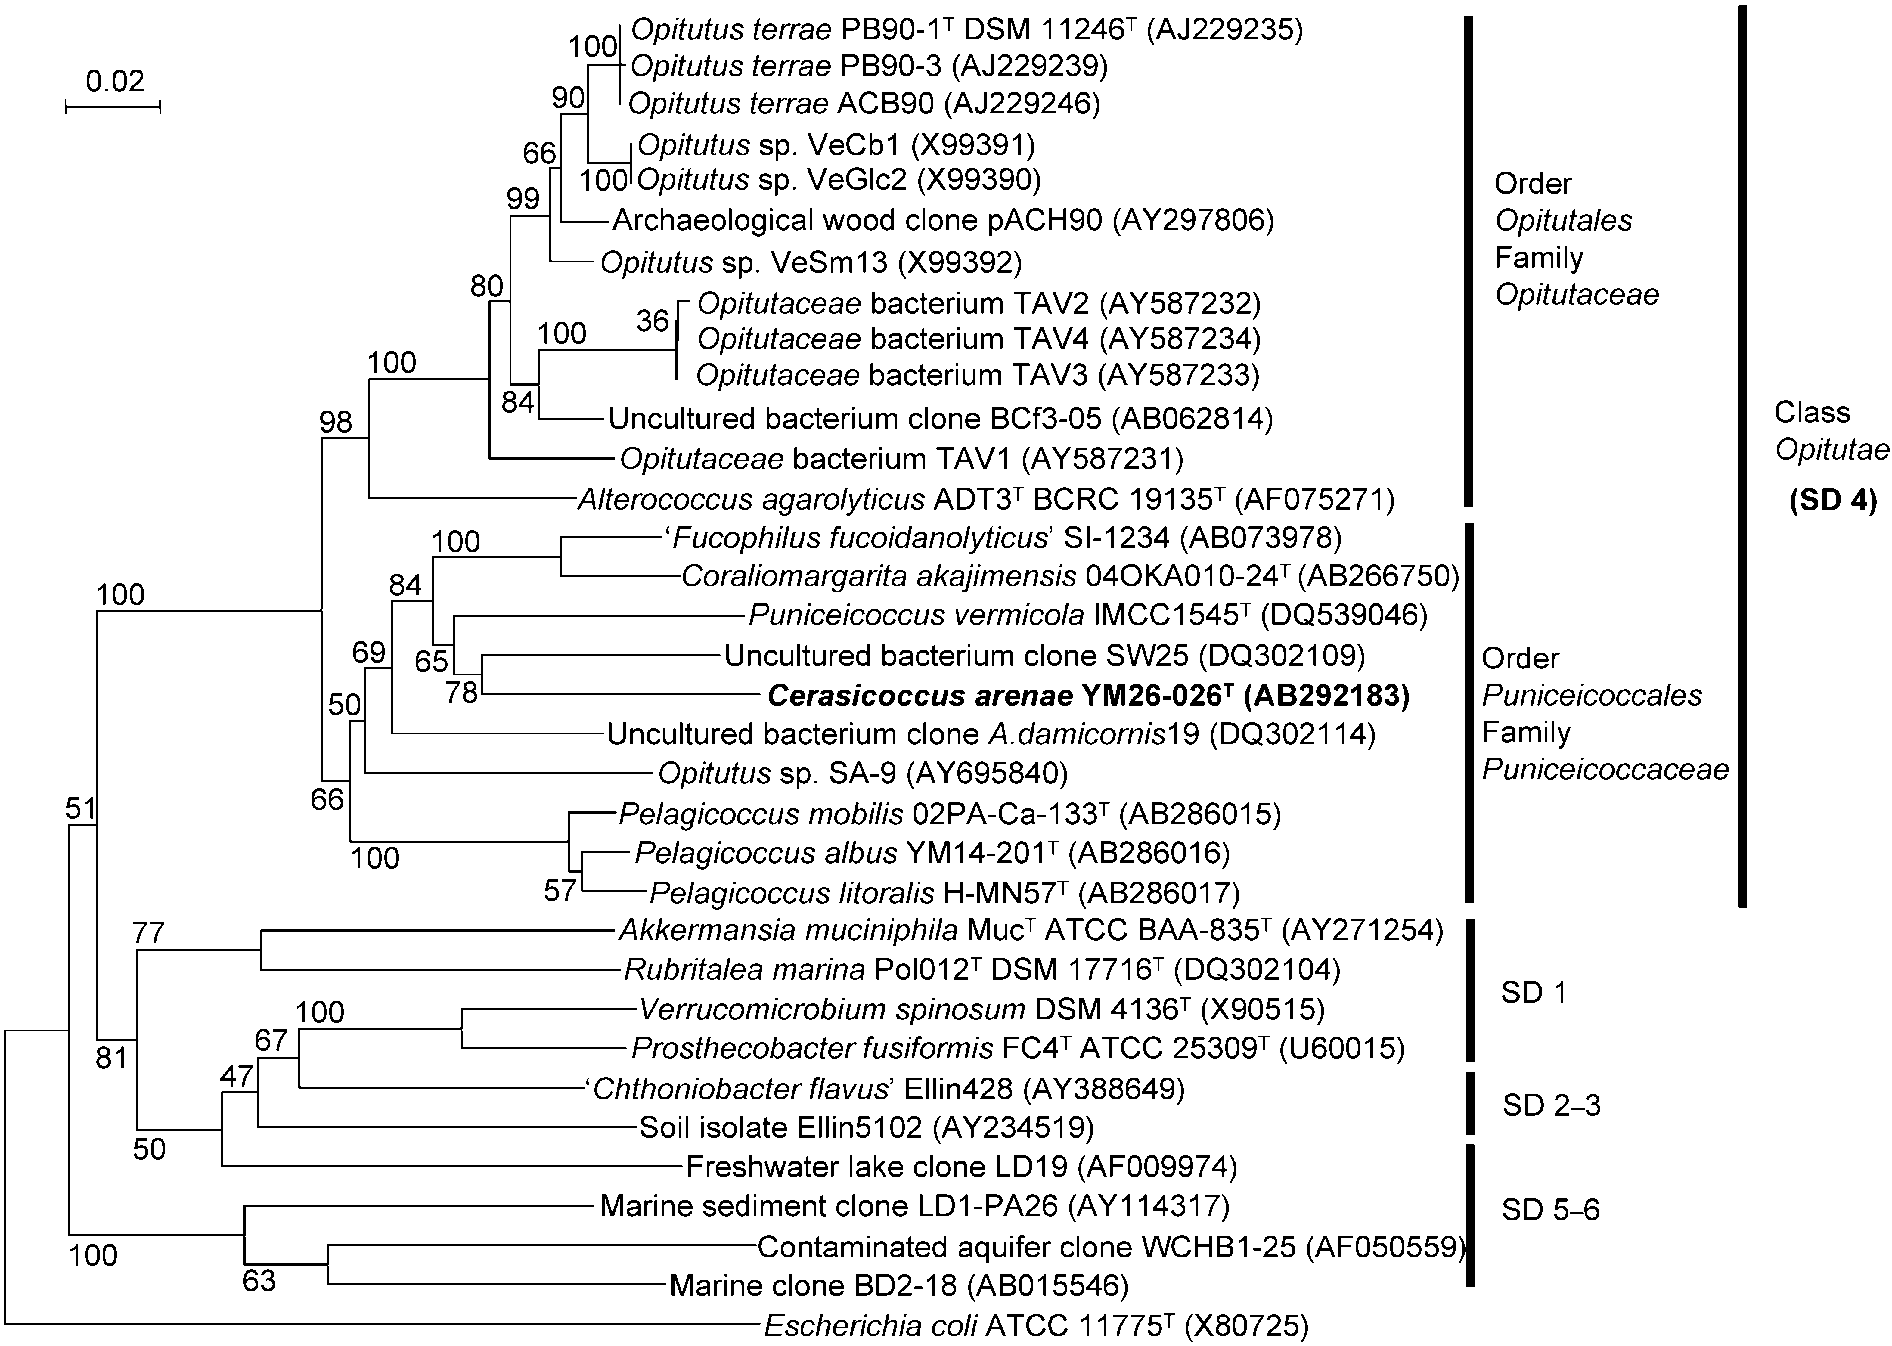 0.02
100
Opitutus terrae PB90-1ᵀ DSM 11246ᵀ (AJ229235)
Opitutus terrae PB90-3 (AJ229239)
90
Opitutus terrae ACB90 (AJ229246)
66
Opitutus sp. VeCb1 (X99391)
100
Opitutus sp. VeGlc2 (X99390)
99
Archaeological wood clone pACH90 (AY297806)
Opitutus sp. VeSm13 (X99392)
80
Opitutaceae bacterium TAV2 (AY587232)
36
100
Opitutaceae bacterium TAV4 (AY587234)
100
Opitutaceae bacterium TAV3 (AY587233)
84
Uncultured bacterium clone BCf3-05 (AB062814)
98
Opitutaceae bacterium TAV1 (AY587231)
Alterococcus agarolyticus ADT3ᵀ BCRC 19135ᵀ (AF075271)
Order
Opitutales
Family
Opitutaceae
Class
Opitutae
(SD 4)
100
‘Fucophilus fucoidanolyticus’ SI-1234 (AB073978)
84
Coraliomargarita akajimensis 04OKA010-24ᵀ (AB266750)
100
Puniceicoccus vermicola IMCC1545ᵀ (DQ539046)
69
65
Uncultured bacterium clone SW25 (DQ302109)
78
Cerasicoccus arenae YM26-026ᵀ (AB292183)
50
Uncultured bacterium clone A.damicornis19 (DQ302114)
Opitutus sp. SA-9 (AY695840)
66
51
Pelagicoccus mobilis 02PA-Ca-133ᵀ (AB286015)
100
Pelagicoccus albus YM14-201ᵀ (AB286016)
57
Pelagicoccus litoralis H-MN57ᵀ (AB286017)
Order
Puniceicoccales
Family
Puniceicoccaceae
77
Akkermansia muciniphila Mucᵀ ATCC BAA-835ᵀ (AY271254)
Rubritalea marina Pol012ᵀ DSM 17716ᵀ (DQ302104)
100
Verrucomicrobium spinosum DSM 4136ᵀ (X90515)
SD 1
67
81
Prosthecobacter fusiformis FC4ᵀ ATCC 25309ᵀ (U60015)
47
‘Chthoniobacter flavus’ Ellin428 (AY388649)
SD 2–3
50
Soil isolate Ellin5102 (AY234519)
Freshwater lake clone LD19 (AF009974)
Marine sediment clone LD1-PA26 (AY114317)
SD 5–6
100
Contaminated aquifer clone WCHB1-25 (AF050559)
63
Marine clone BD2-18 (AB015546)
Escherichia coli ATCC 11775ᵀ (X80725)